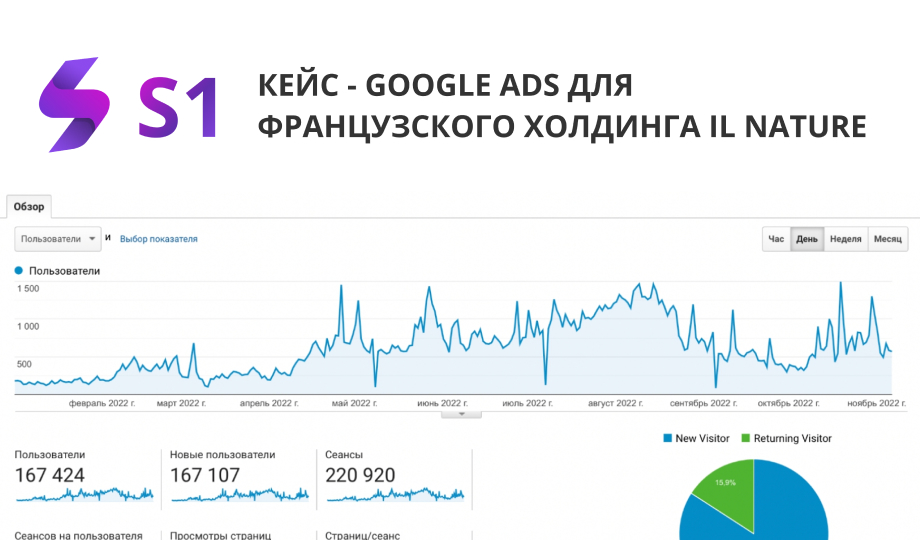 S1
КЕЙС - GOOGLE ADS ДЛЯ
ФРАНЦУЗСКОГО ХОЛДИНГА IL NATURE
Обзор
Пользователи и Выбор показателя
Час День Неделя Месяц
Пользователи
1 500
1 000
500
февраль 2022 г. март 2022 г. апрель 2022 г. май 2022 г. июнь 2022 г. июль 2022 г. август 2022 г. сентябрь 2022 г. октябрь 2022 г. ноябрь 2022 г.
New Visitor Returning Visitor
Пользователи Новые пользователи Сеансы
167 424 167 107 220 920
15.9%
Сеансов на пользователя Просмотры страниц Страниц/сеанс